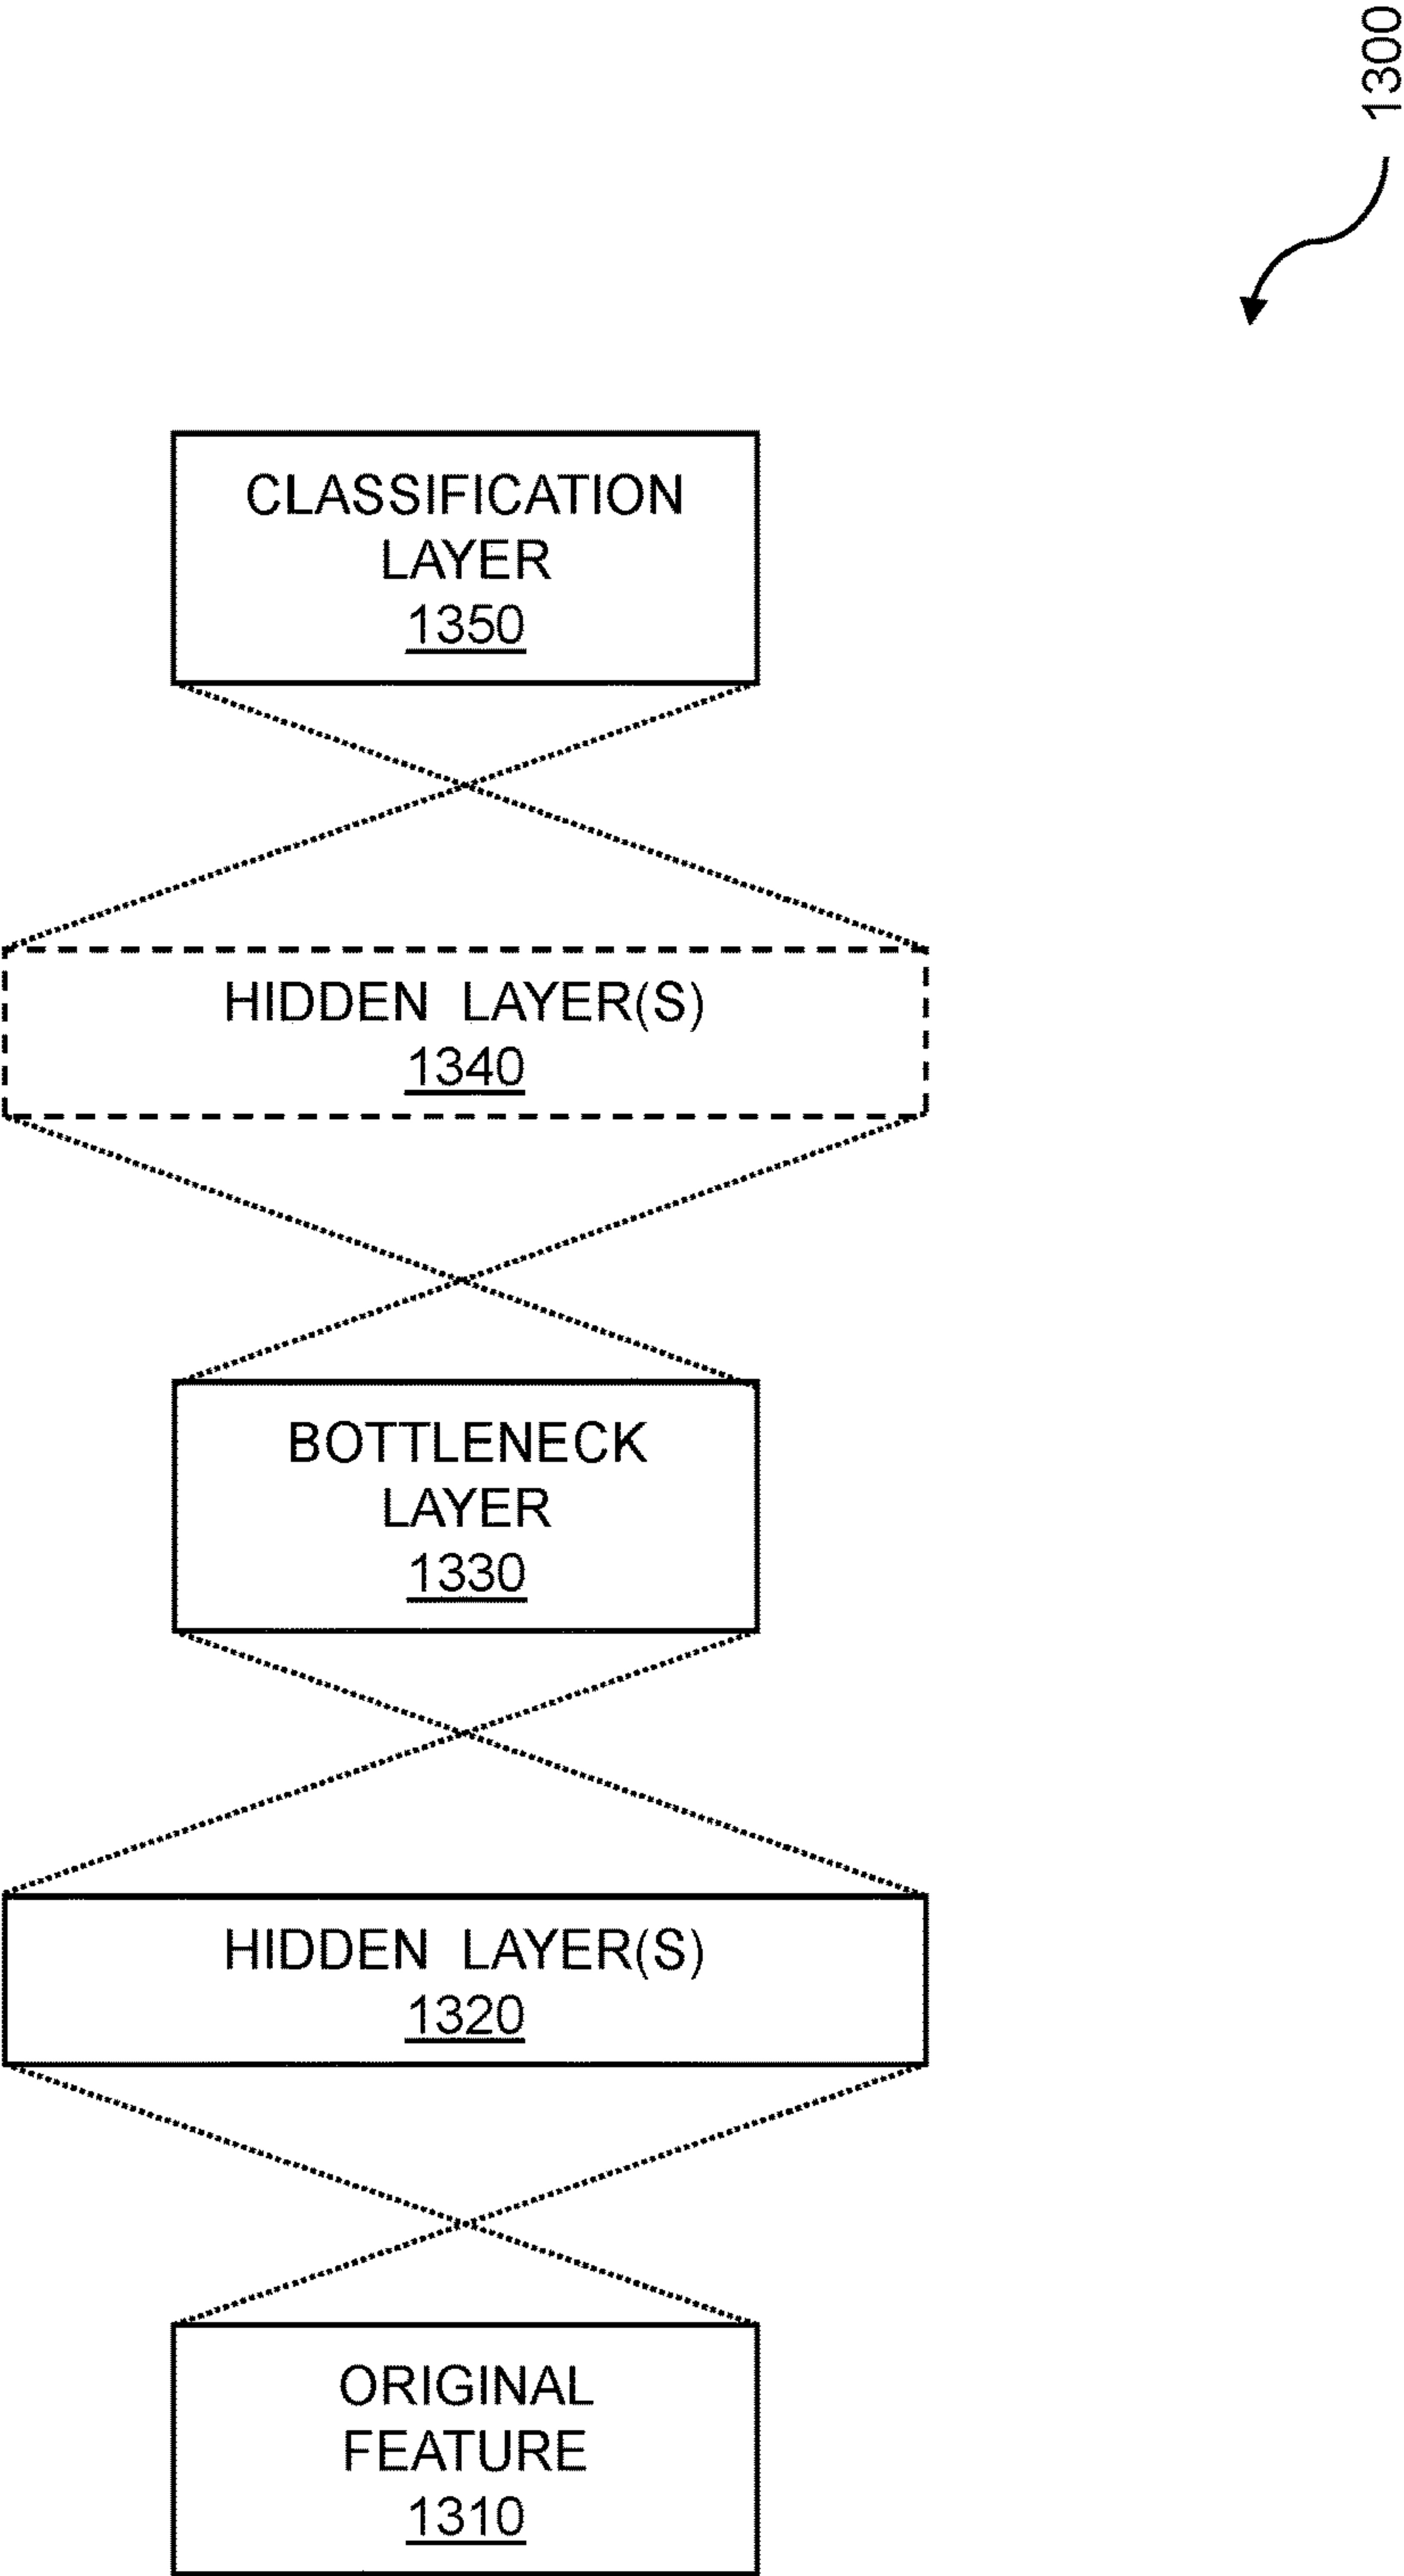 1300
CLASSIFICATION
LAYER
1350
HIDDEN LAYER(S)
1340
BOTTLENECK
LAYER
1330
HIDDEN LAYER(S)
1320
ORIGINAL
FEATURE
1310